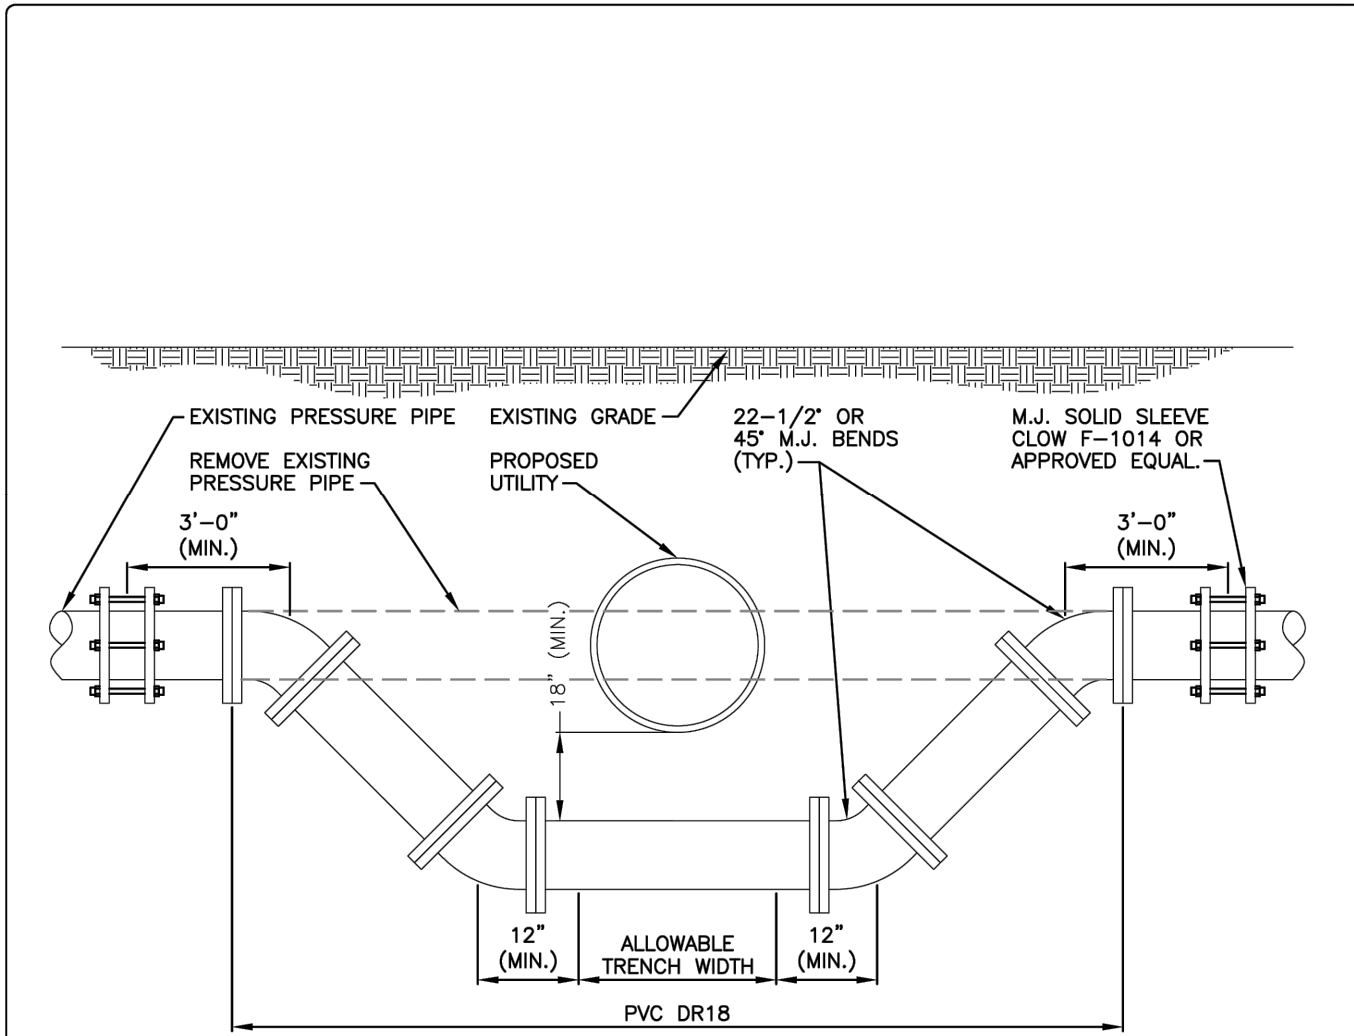 EXISTING PRESSURE PIPE
EXISTING GRADE
22-1/2° OR
45° M.J. BENDS
(TYP.)
M.J. SOLID SLEEVE
CLOW F-1014 OR
APPROVED EQUAL.
REMOVE EXISTING
PRESSURE PIPE
PROPOSED
UTILITY
3'-0"
(MIN.)
3'-0"
(MIN.)
18" (MIN.)
12"
(MIN.)
ALLOWABLE
TRENCH WIDTH
12"
(MIN.)
PVC DR18